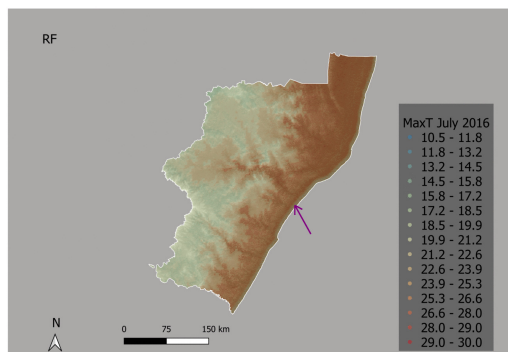 RF
MaxT July 2016
10.5 - 11.8
11.8 - 13.2
13.2 - 14.5
14.5 - 15.8
15.8 - 17.2
17.2 - 18.5
18.5 - 19.9
19.9 - 21.2
21.2 - 22.6
22.6 - 23.9
23.9 - 25.3
25.3 - 26.6
26.6 - 28.0
28.0 - 29.0
29.0 - 30.0
N
0 75 150 km